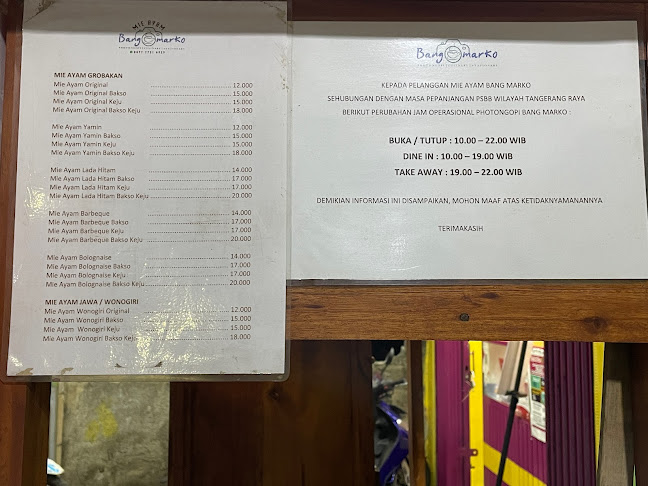 MIE AYAM
Bang marko
MIE AYAM GROBAKAN
Mie Ayam Original 12.000
Mie Ayam Original Bakso 15.000
Mie Ayam Original Keju 15.000
Mie Ayam Original Bakso Keju 18.000
Mie Ayam Yamin 12.000
Mie Ayam Yamin Bakso 15.000
Mie Ayam Yamin Keju 15.000
Mie Ayam Yamin Bakso Keju 18.000
Mie Ayam Lada Hitam 14.000
Mie Ayam Lada Hitam Bakso 17.000
Mie Ayam Lada Hitam Keju 17.000
Mie Ayam Lada Hitam Bakso Keju 20.000
Mie Ayam Barbeque 14.000
Mie Ayam Barbeque Bakso 17.000
Mie Ayam Barbeque Keju 17.000
Mie Ayam Barbeque Bakso Keju 20.000
Mie Ayam Bolognaise 14.000
Mie Ayam Bolognaise Bakso 17.000
Mie Ayam Bolognaise Keju 17.000
Mie Ayam Bolognaise Bakso Keju 20.000
MIE AYAM JAWA / WONOGIRI
Mie Ayam Wonogiri Original 12.000
Mie Ayam Wonogiri Bakso 15.000
Mie Ayam Wonogiri Keju 15.000
Mie Ayam Wonogiri Bakso Keju 18.000
Bang marko
KEPADA PELANGGAN MIE AYAM BANG MARKO
SEHUBUNGAN DENGAN MASA PEPANJANGAN PSBB WILAYAH TANGERANG RAYA
BERIKUT PERUBAHAN JAM OPERASIONAL PHOTONGOPI BANG MARKO :
BUKA / TUTUP : 10.00 – 22.00 WIB
DINE IN : 10.00 – 19.00 WIB
TAKE AWAY : 19.00 – 22.00 WIB
DEMIKIAN INFORMASI INI DISAMPAIKAN, MOHON MAAF ATAS KETIDAKNYAMANANNYA
TERIMAKASIH